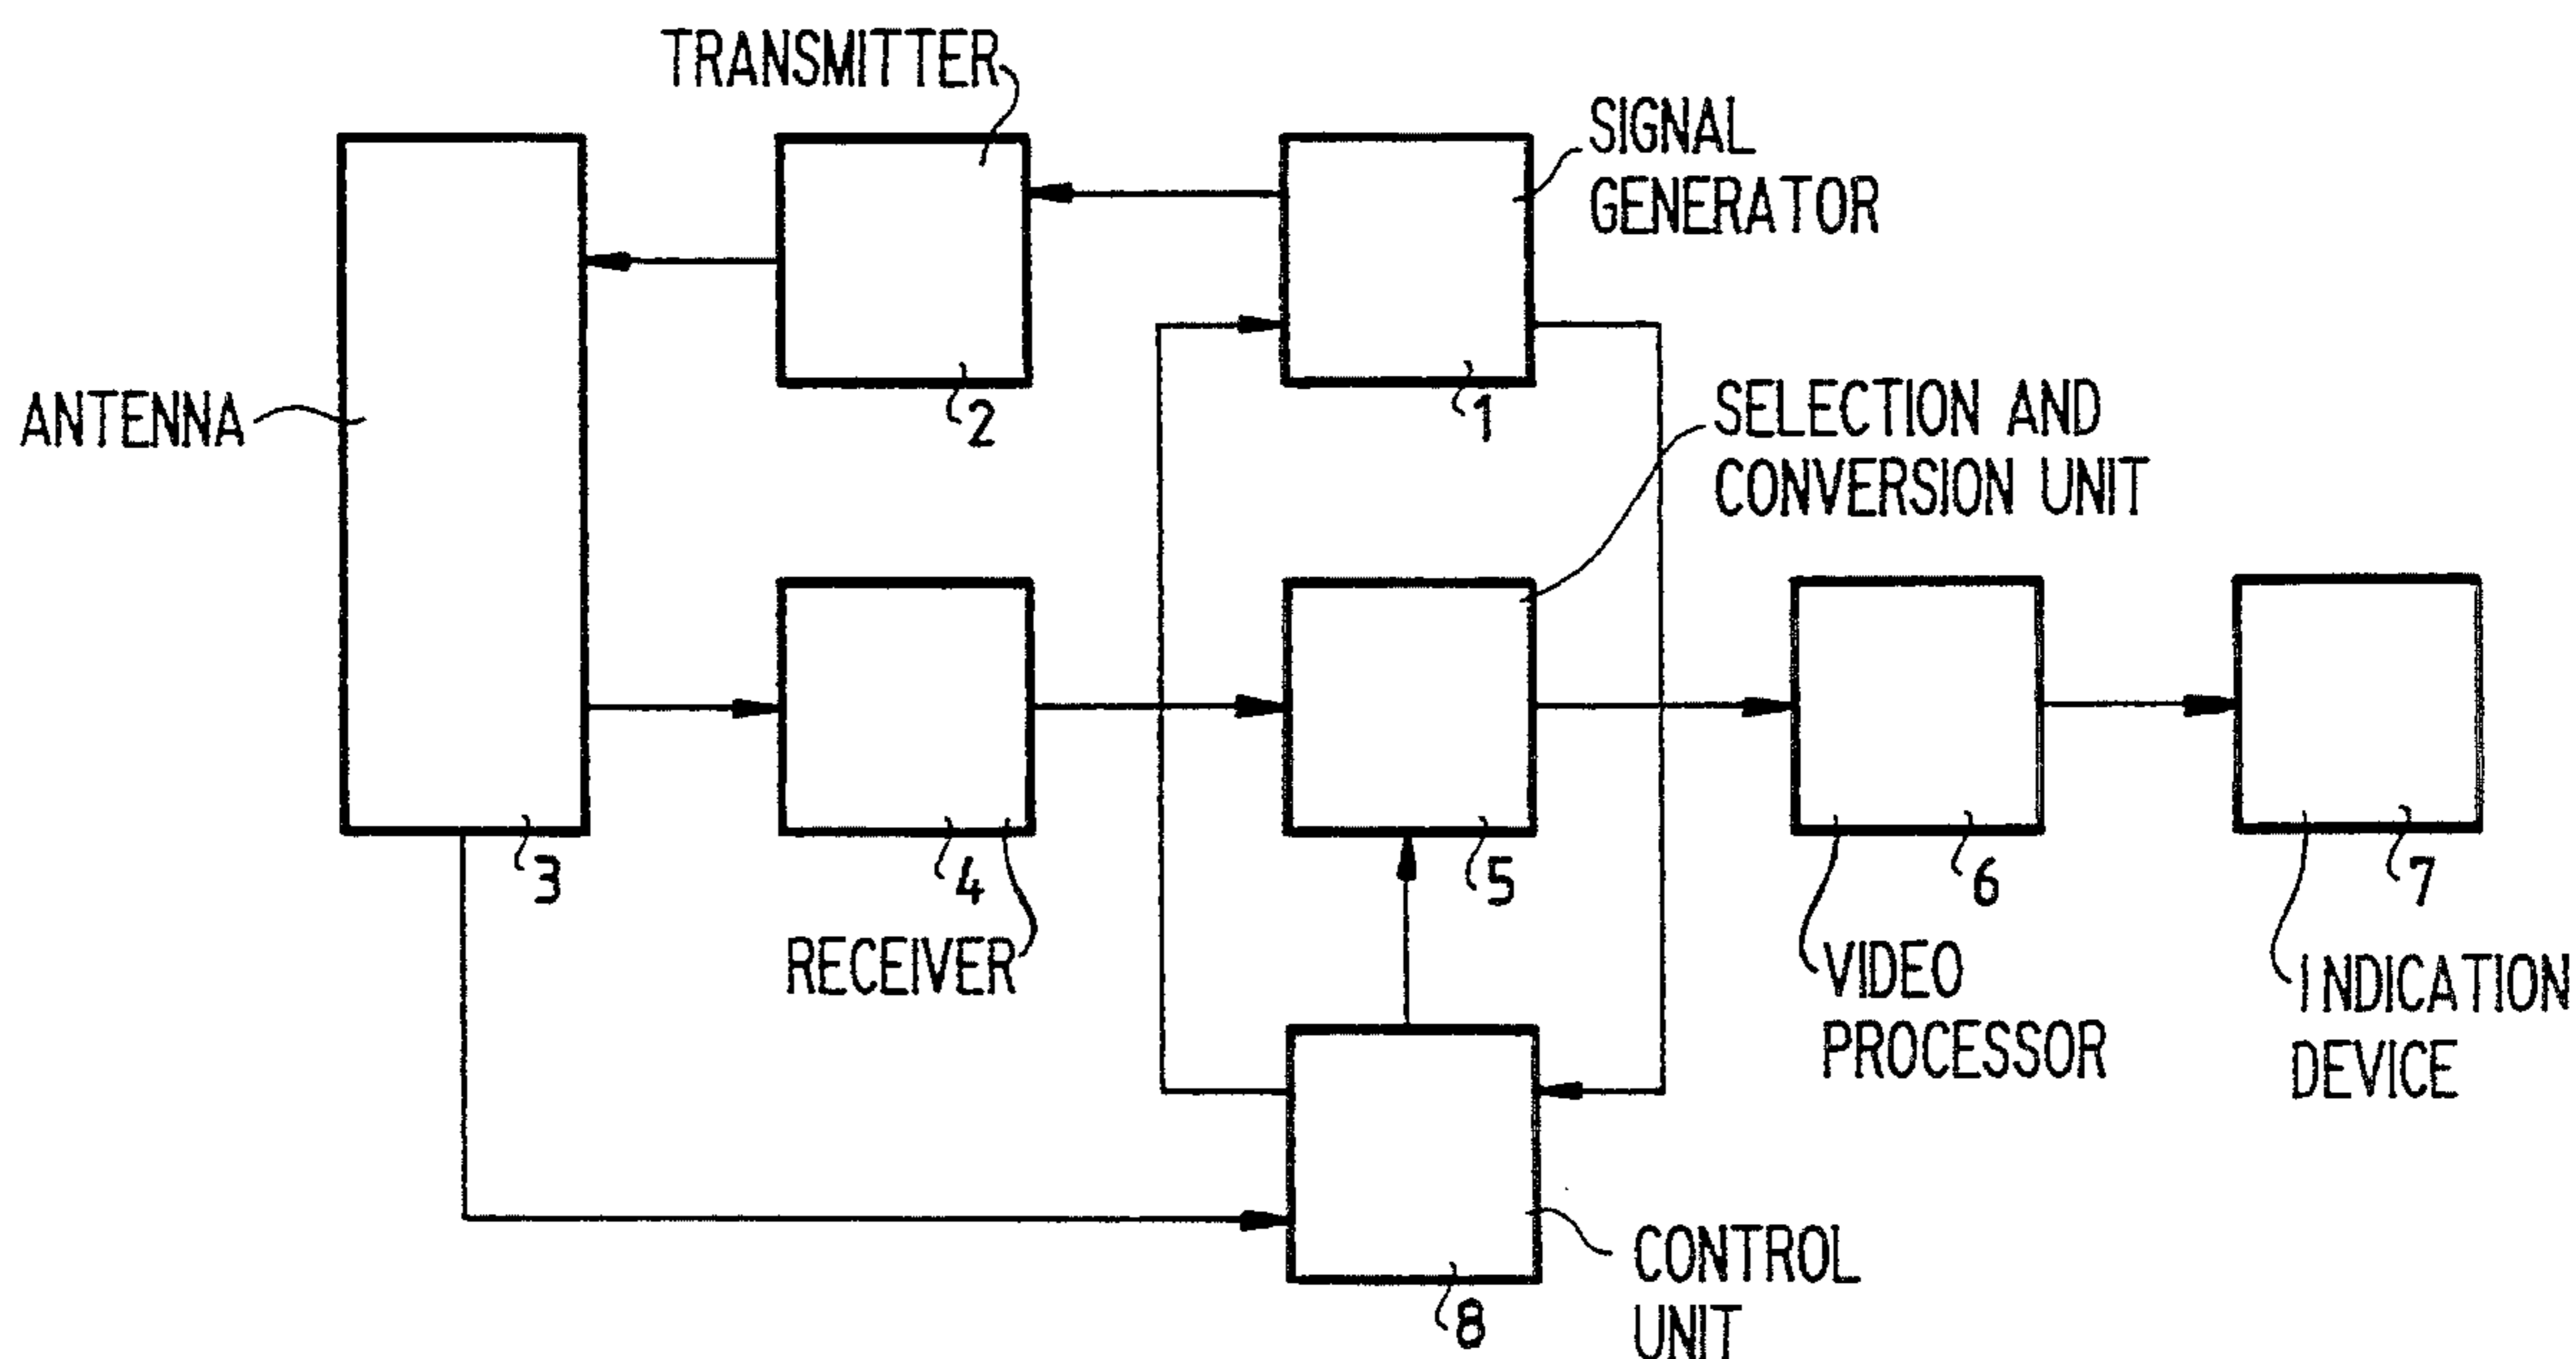 TRANSMITTER
SIGNAL
GENERATOR
ANTENNA
2
1
SELECTION AND
CONVERSION UNIT
3
4
5
6
7
RECEIVER
VIDEO
PROCESSOR
INDICATION
DEVICE
CONTROL
UNIT
8